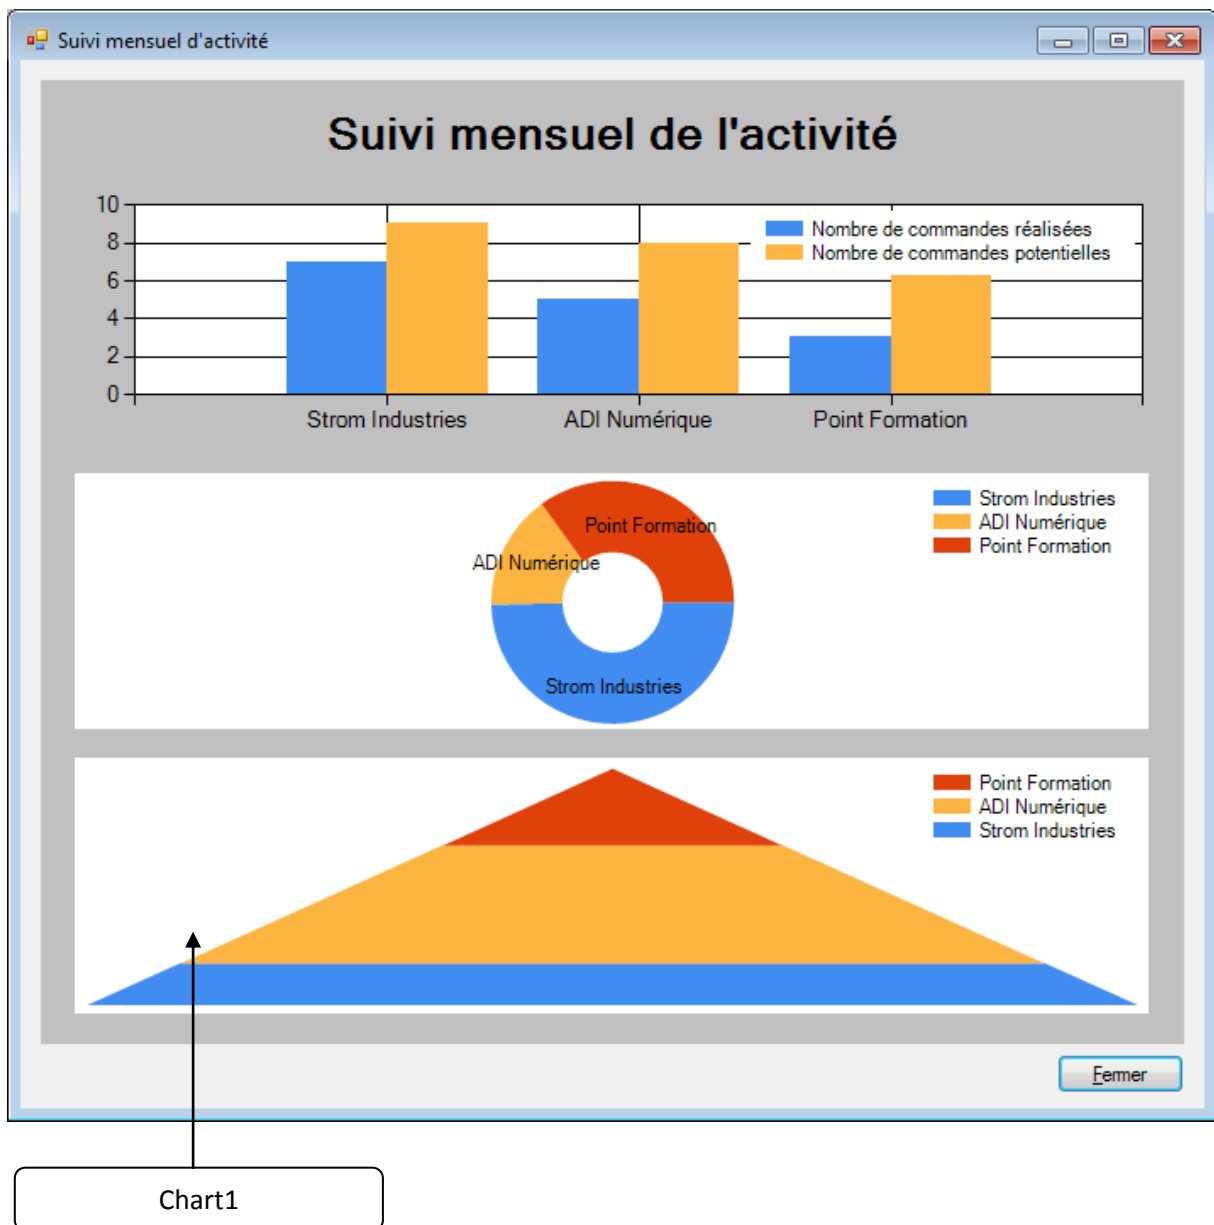 Suivi mensuel d'activité
Suivi mensuel de l'activité
10
8
6
4
2
0
Nombre de commandes réalisées
Nombre de commandes potentielles
Strom Industries
ADI Numérique
Point Formation
Point Formation
ADI Numérique
Strom Industries
Strom Industries
ADI Numérique
Point Formation
Point Formation
ADI Numérique
Strom Industries
Fermer
Chart1